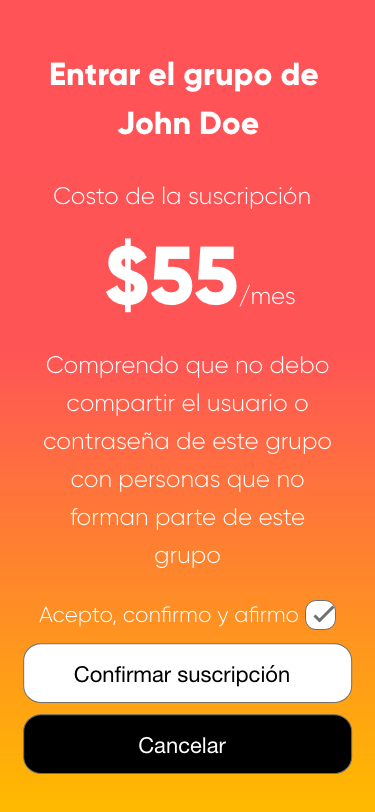 Entrar el grupo de
John Doe
Costo de la suscripción
$55/mes
Comprendo que no debo
compartir el usuario o
contraseña de este grupo
con personas que no
forman parte de este
grupo
Acepto, confirmo y afirmo
Confirmar suscripción
Cancelar